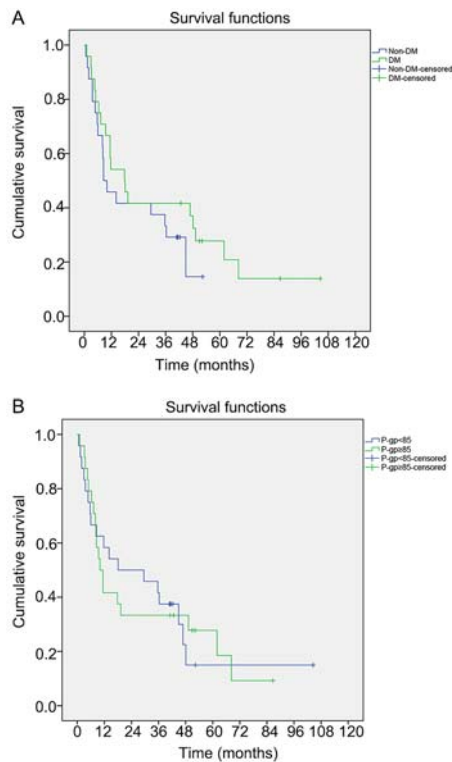 A
Survival functions
Non-DM
DM
Non-DM-censored
DM-censored
1.0
0.8
0.6
0.4
0.2
0.0
Cumulative survival
0 12 24 36 48 60 72 84 96 108 120
Time (months)
B
Survival functions
P-gp<85
P-gp≥85
P-gp<85-censored
P-gp≥85-censored
1.0
0.8
0.6
0.4
0.2
0.0
Cumulative survival
0 12 24 36 48 60 72 84 96 108 120
Time (months)